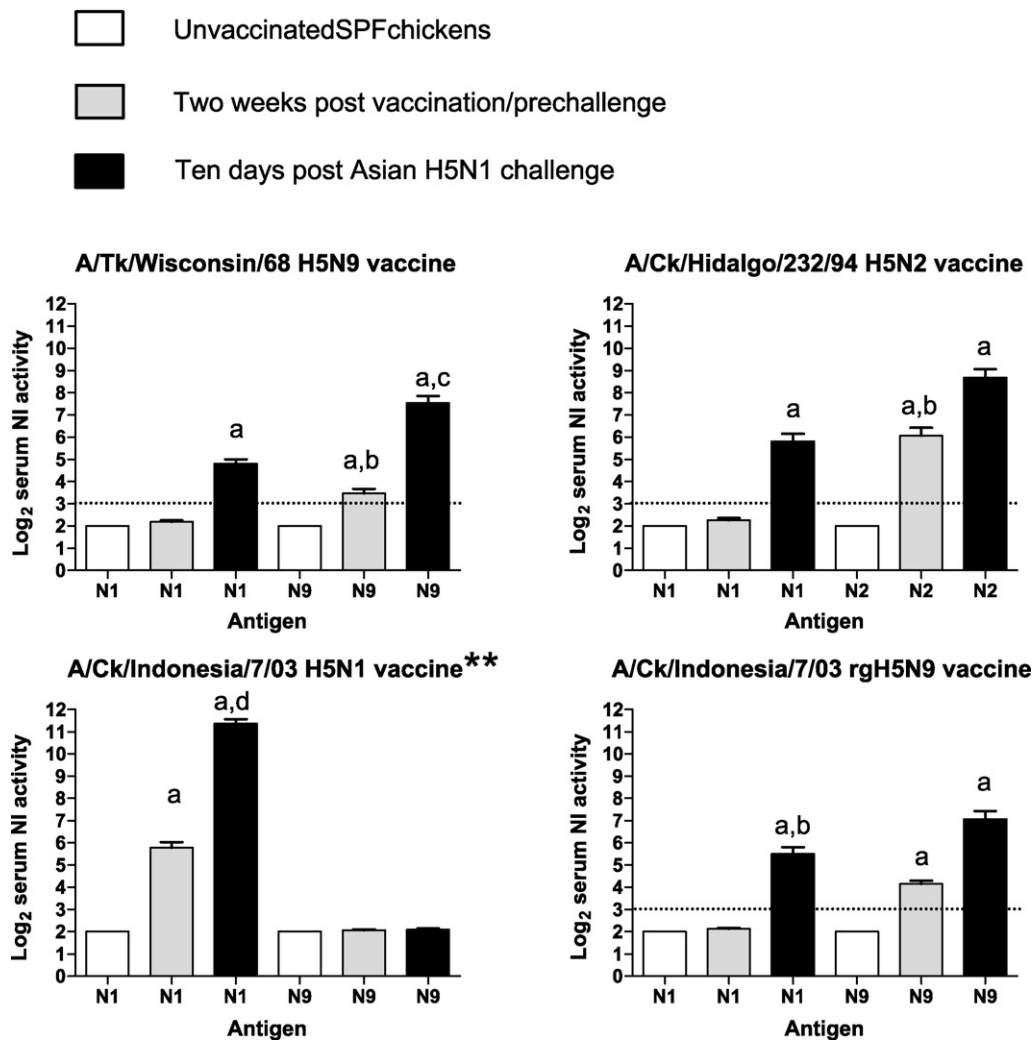 UnvaccinatedSPFchickens
Two weeks post vaccination/prechallenge
Ten days post Asian H5N1 challenge
A/Tk/Wisconsin/68 H5N9 vaccine
Log2 serum NI activity
12
11
10
9
8
7
6
5
4
3
2
1
0
a
a,b
a,c
N1 N1 N1 N9 N9 N9
Antigen
A/Ck/Hidalgo/232/94 H5N2 vaccine
Log2 serum NI activity
12
11
10
9
8
7
6
5
4
3
2
1
0
a
a,b
a
N1 N1 N1 N2 N2 N2
Antigen
A/Ck/Indonesia/7/03 H5N1 vaccine**
Log2 serum NI activity
12
11
10
9
8
7
6
5
4
3
2
1
0
a
a,d
N1 N1 N1 N9 N9 N9
Antigen
A/Ck/Indonesia/7/03 rgH5N9 vaccine
Log2 serum NI activity
12
11
10
9
8
7
6
5
4
3
2
1
0
a,b
a
a
N1 N1 N1 N9 N9 N9
Antigen